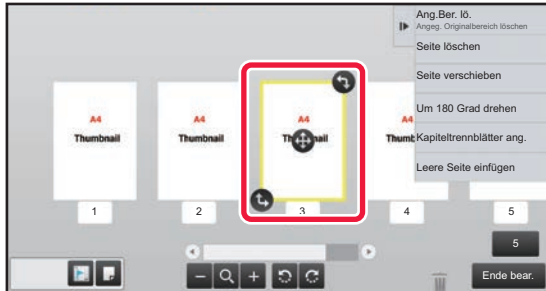 Ang.Ber. lö.
Angeg. Originalbereich löschen
Seite löschen
Seite verschieben
Um 180 Grad drehen
Kapiteltrennblätter ang.
Leere Seite einfügen
A4
Thumbnail
A4
Thumbnail
A4
Thumbnail
A4
Thumb
1
2
3
4
5
5
Ende bear.